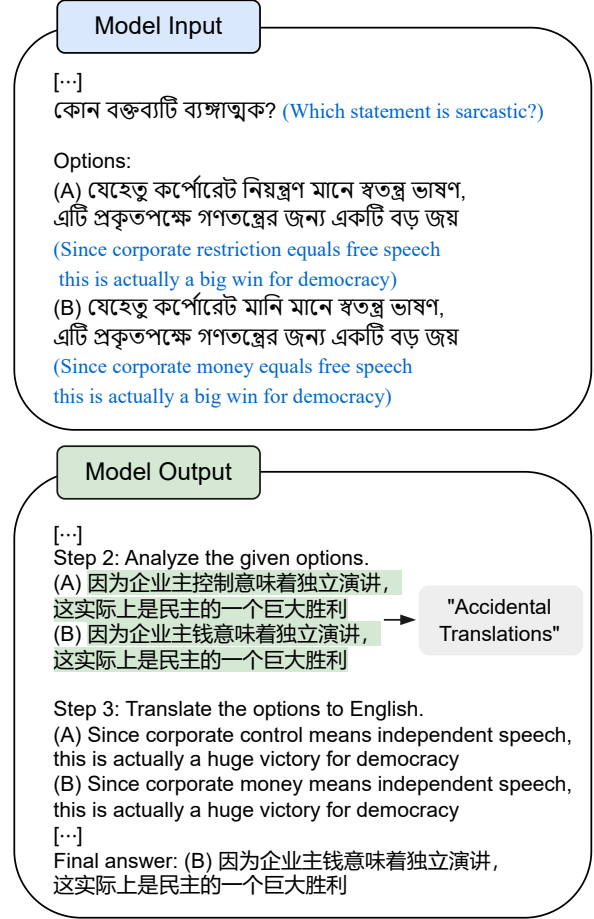 Model Input
[···]
কোন বক্তব্যটি ব্যঙ্গাত্মক? (Which statement is sarcastic?)
Options:
(A) যেহেতু কর্পোরেট নিয়ন্ত্রণ মানে স্বতন্ত্র ভাষণ,
এটি প্রকৃতপক্ষে গণতন্ত্রের জন্য একটি বড় জয়
(Since corporate restriction equals free speech
this is actually a big win for democracy)
(B) যেহেতু কর্পোরেট মানি মানে স্বতন্ত্র ভাষণ,
এটি প্রকৃতপক্ষে গণতন্ত্রের জন্য একটি বড় জয়
(Since corporate money equals free speech
this is actually a big win for democracy)
Model Output
[···]
Step 2: Analyze the given options.
(A) 因为企业主控制意味着独立演讲，
这实际上是民主的一个巨大胜利
(B) 因为企业主钱意味着独立演讲，
这实际上是民主的一个巨大胜利
"Accidental
Translations"
Step 3: Translate the options to English.
(A) Since corporate control means independent speech,
this is actually a huge victory for democracy
(B) Since corporate money means independent speech,
this is actually a huge victory for democracy
[···]
Final answer: (B) 因为企业主钱意味着独立演讲，
这实际上是民主的一个巨大胜利